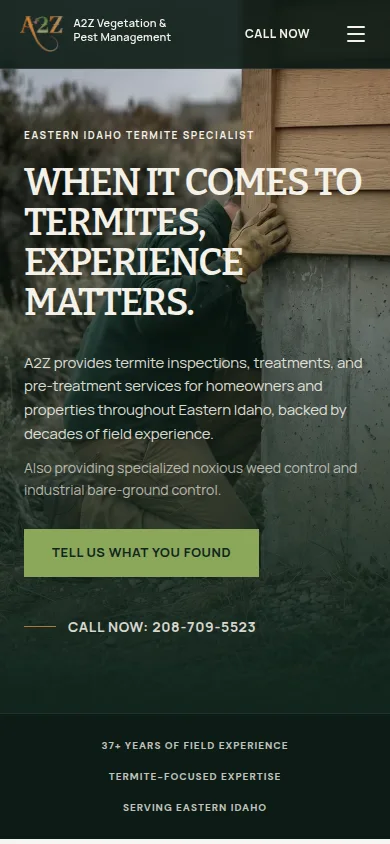 A2Z
A2Z Vegetation &
Pest Management
CALL NOW
EASTERN IDAHO TERMITE SPECIALIST
WHEN IT COMES TO
TERMITES,
EXPERIENCE
MATTERS.
A2Z provides termite inspections, treatments, and
pre-treatment services for homeowners and
properties throughout Eastern Idaho, backed by
decades of field experience.
Also providing specialized noxious weed control and
industrial bare-ground control.
TELL US WHAT YOU FOUND
CALL NOW: 208-709-5523
37+ YEARS OF FIELD EXPERIENCE
TERMITE-FOCUSED EXPERTISE
SERVING EASTERN IDAHO